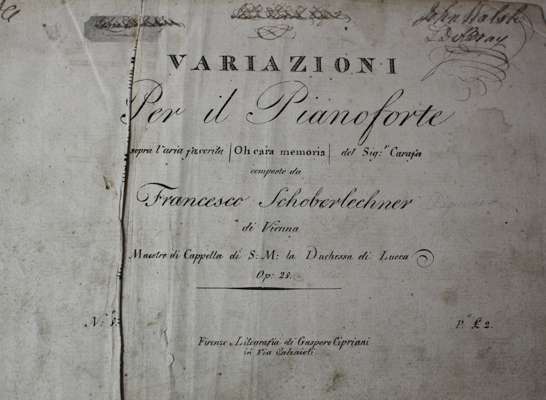 John Walsh
VARIAZIONI
Per il Pianoforte
sopra l'aria favorita | Oh cara memoria | del Sig.r Carafa
composte da
Francesco Schoberlechner
di Vienna
Maestro di Cappella di S: M: la Duchessa di Lucca
Op: 23.
P.o £ 2.
Firenze Litografia di Gaspero Cipriani
in Via Calzaioli